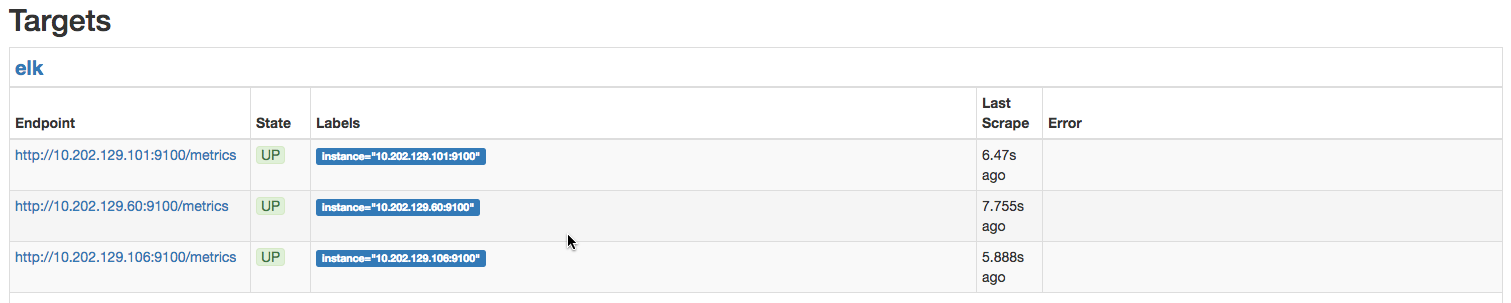 Targets
elk
Endpoint State Labels Last Scrape Error
http://10.202.129.101:9100/metrics UP instance="10.202.129.101:9100" 6.47s ago
http://10.202.129.60:9100/metrics UP instance="10.202.129.60:9100" 7.755s ago
http://10.202.129.106:9100/metrics UP instance="10.202.129.106:9100" 5.888s ago